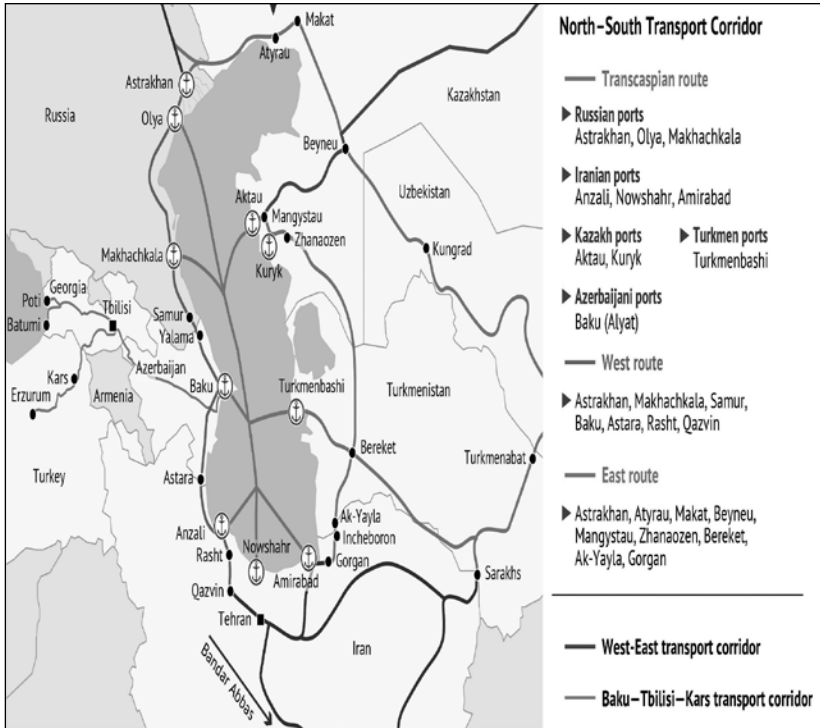 Makat
Atyrau
Astrakhan
Kazakhstan
Russia
Olya
Beyneu
Uzbekistan
Aktau
Mangystau
Zhanaozen
Makhachkala
Kuryk
Kungrad
Georgia
Poti
Tbilisi
Samur
Batumi
Yalama
Azerbaijan
Kars
Baku
Turkmenbashi
Turkmenistan
Erzurum
Armenia
Bereket
Turkmenabat
Turkey
Astara
Ak-Yayla
Anzali
Incheboron
Nowshahr
Rasht
Gorgan
Amirabad
Sarakhs
Qazvin
Tehran
Iran
Bandar Abbas
North–South Transport Corridor
Transcaspian route
Russian ports
Astrakhan, Olya, Makhachkala
Iranian ports
Anzali, Nowshahr, Amirabad
Kazakh ports
Aktau, Kuryk
Turkmen ports
Turkmenbashi
Azerbaijani ports
Baku (Alyat)
West route
Astrakhan, Makhachkala, Samur,
Baku, Astara, Rasht, Qazvin
East route
Astrakhan, Atyrau, Makat, Beyneu,
Mangystau, Zhanaozen, Bereket,
Ak-Yayla, Gorgan
West-East transport corridor
Baku–Tbilisi–Kars transport corridor